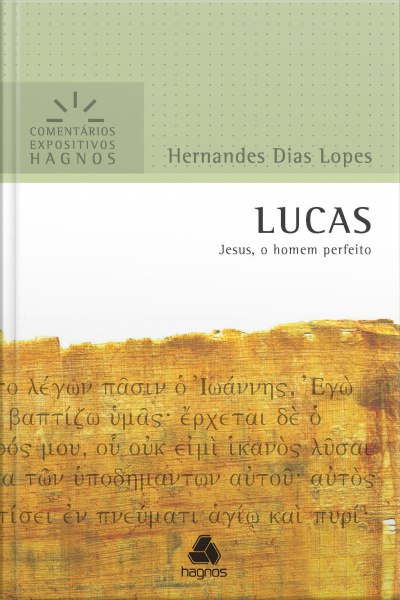 COMENTÁRIOS
EXPOSITIVOS
HAGNOS
Hernandes Dias Lopes
LUCAS
Jesus, o homem perfeito
το λέγων πᾶσιν ὁ Ἰωάννης, Ἐγὼ
βαπτίζω ὑμᾶς· ἔρχεται δὲ ὁ
ρός μου, οὗ οὐκ εἰμὶ ἱκανὸς λῦσαι
α τῶν ὑποδημάτων αὐτοῦ· αὐτὸς
τίσει ἐν πνεύματι ἁγίῳ καὶ πυρί·
hagnos